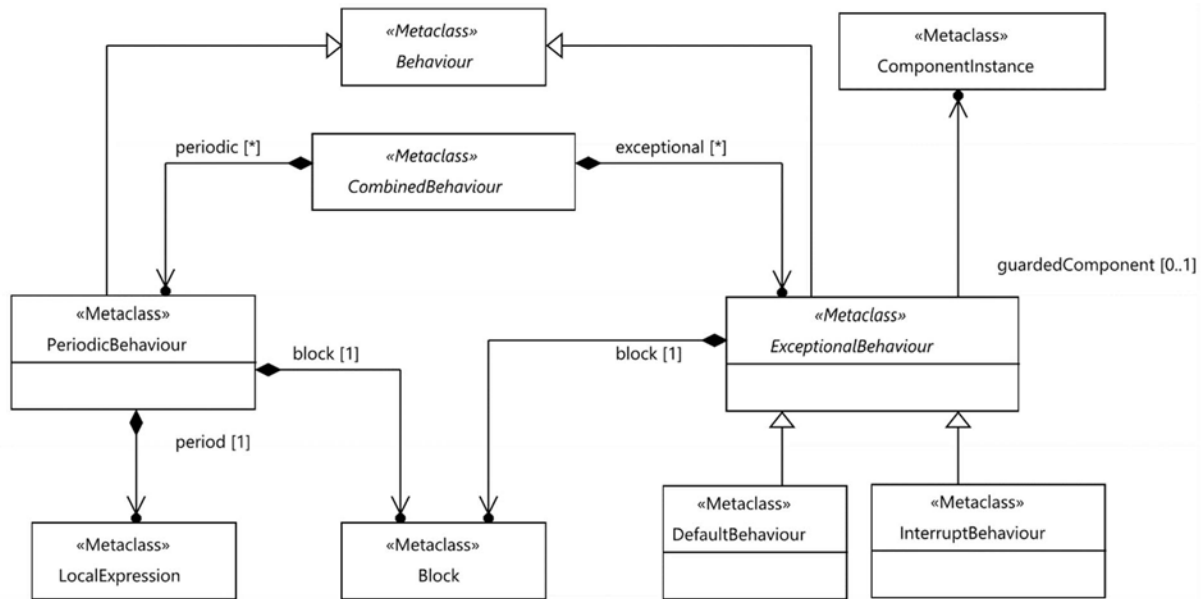 «Metaclass»
Behaviour
«Metaclass»
ComponentInstance
periodic [*]
«Metaclass»
CombinedBehaviour
exceptional [*]
guardedComponent [0..1]
«Metaclass»
PeriodicBehaviour
«Metaclass»
ExceptionalBehaviour
block [1]
block [1]
period [1]
«Metaclass»
LocalExpression
«Metaclass»
Block
«Metaclass»
DefaultBehaviour
«Metaclass»
InterruptBehaviour